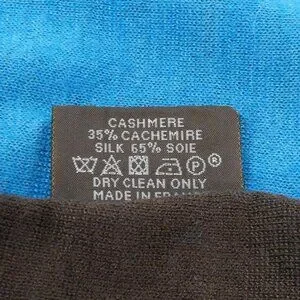 CASHMERE
35% CACHEMIRE
SILK 65% SOIE
P®
DRY CLEAN ONLY
MADE IN